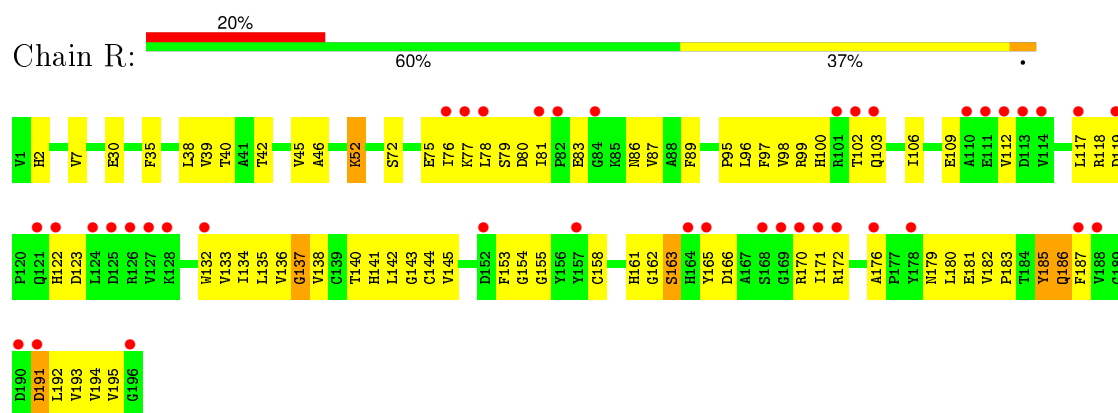 20%
Chain R:
60% 37% •
V1 H2 V7 E30 F35 L38 V39 T40 A41 T42 V45 A46 K52 S72 E75 I76 K77 L78 S79 D80 I81 P82 E83 G84 K85 N86 V87 A88 F89 P95 L96 F97 V98 R99 H100 R101 T102 Q103 I106 E109 A110 E111 V112 D113 V114 L117 R118 D119
P120 Q121 H122 D123 L124 D125 R126 V127 K128 W132 V133 I134 L135 V136 G137 V138 C139 T140 H141 L142 G143 C144 V145 D152 F153 G154 G155 Y156 Y157 C158 H161 G162 S163 H164 Y165 D166 A167 S168 G169 R170 I171 R172 A176 P177 Y178 N179 L180 E181 V182 P183 T184 Y185 Q186 F187 V188 G189
D190 D191 L192 V193 V194 V195 G196